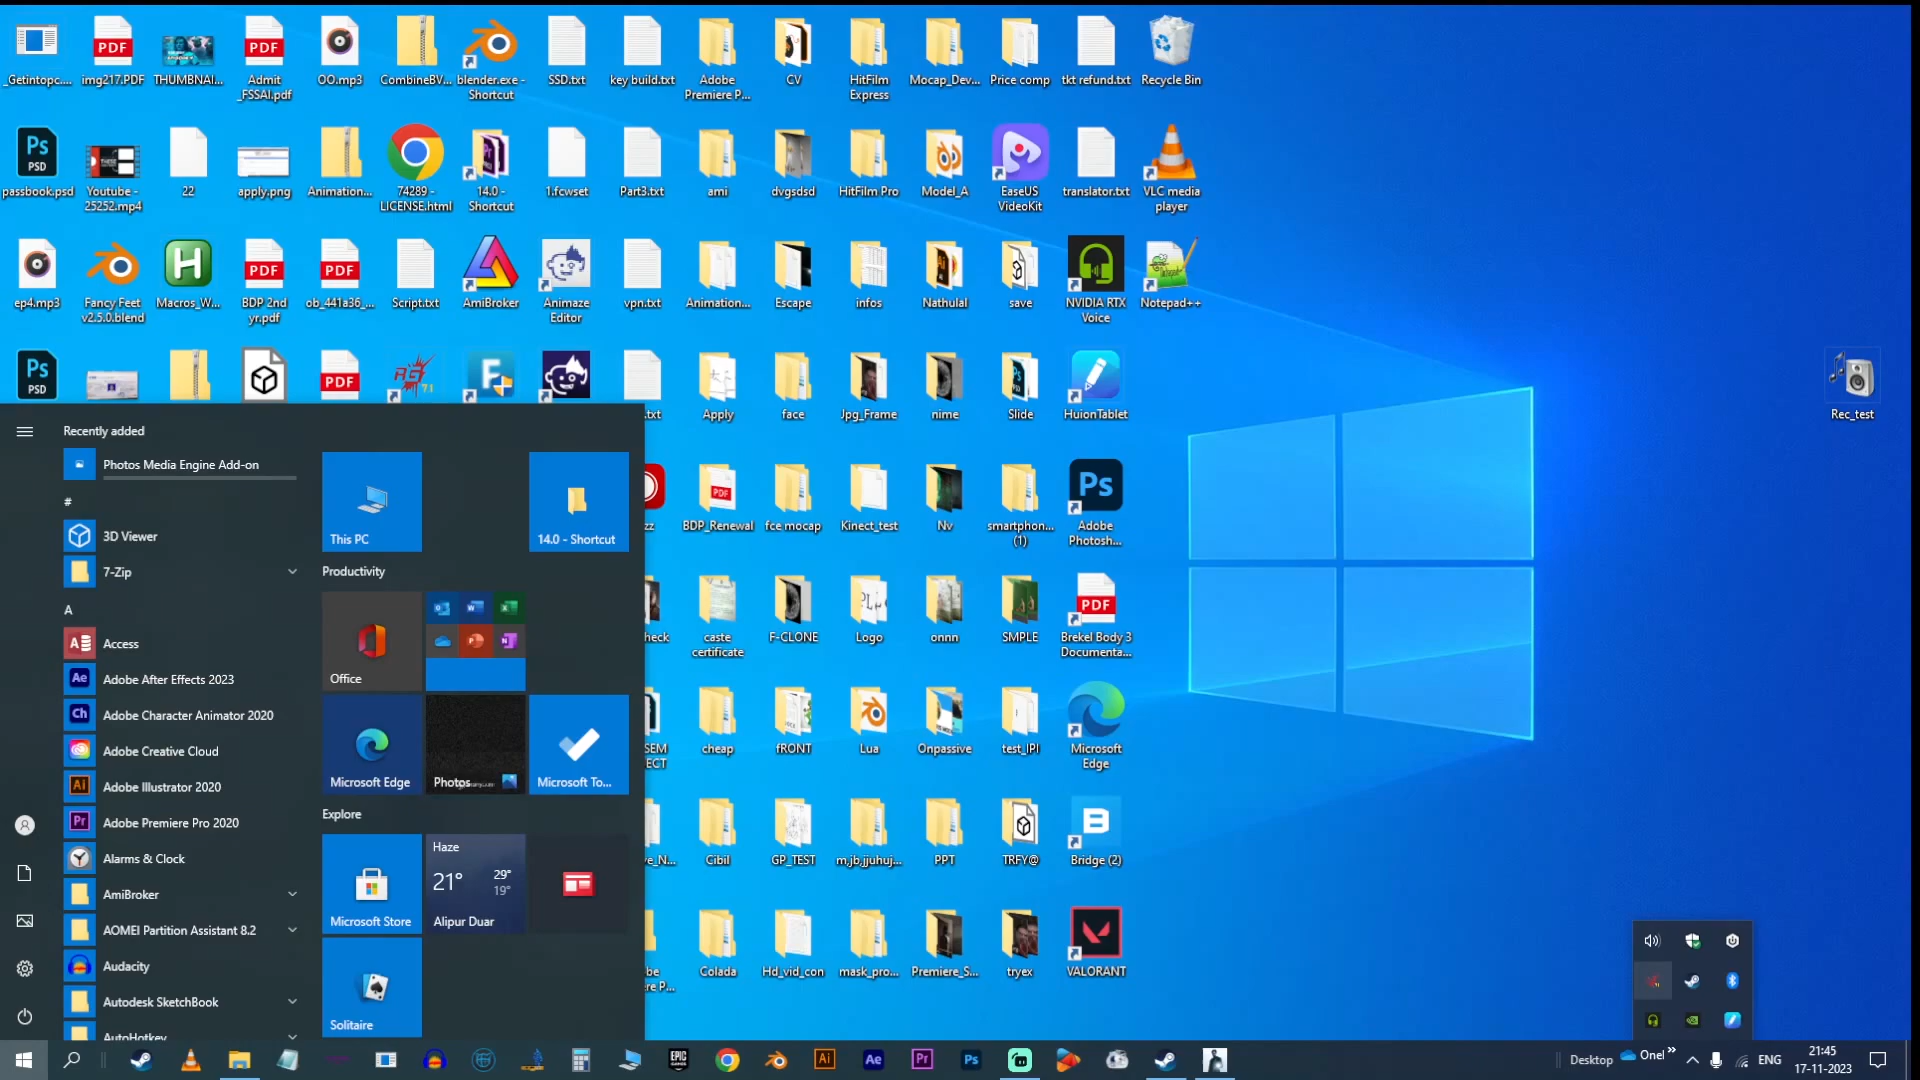 _Getintopc....
img217.PDF
THUMBNAI...
Admit
_FSSAI.pdf
OO.mp3
CombineBV...
blender.exe -
Shortcut
SSD.txt
key build.txt
Adobe
Premiere P...
CV
HitFilm
Express
Mocap_Dev...
Price comp
tkt refund.txt
Recycle Bin
passbook.psd
Youtube -
25252.mp4
22
apply.png
Animation...
74289 -
LICENSE.html
14.0 -
Shortcut
1.fcwset
Part3.txt
ami
dvgsdsd
HitFilm Pro
Model_A
EaseUS
VideoKit
translator.txt
VLC media
player
ep4.mp3
Fancy Feet
v2.5.0.blend
Macros_W...
BDP 2nd
yr.pdf
ob_441a36_...
Script.txt
AmiBroker
Animaze
Editor
vpn.txt
Animation...
Escape
infos
Nathulal
save
NVIDIA RTX
Voice
Notepad++
.txt
Apply
face
Jpg_Frame
nime
Slide
HuionTablet
Rec_test
zz
BDP_Renewal
fce mocap
Kinect_test
Nv
smartphon...
(1)
Adobe
Photosh...
heck
caste
certificate
F-CLONE
Logo
onnn
SMPLE
Brekel Body 3
Documenta...
SEM
ECT
cheap
fRONT
Lua
Onpassive
test_IPI
Microsoft
Edge
ve_N...
Cibil
GP_TEST
m,jb,jjuhuj...
PPT
TRFY@
Bridge (2)
be
ere P...
Colada
Hd_vid_con
mask_pro...
Premiere_S...
tryex
VALORANT
Recently added
Photos Media Engine Add-on
#
3D Viewer
7-Zip
A
Access
Adobe After Effects 2023
Adobe Character Animator 2020
Adobe Creative Cloud
Adobe Illustrator 2020
Adobe Premiere Pro 2020
Alarms & Clock
AmiBroker
AOMEI Partition Assistant 8.2
Audacity
Autodesk SketchBook
AutoHotkey
This PC
14.0 - Shortcut
Productivity
Office
Microsoft Edge
Photos
Microsoft To...
Explore
Microsoft Store
Haze
21°
29°
19°
Alipur Duar
Solitaire
Desktop
OneI
ENG
21:45
17-11-2023